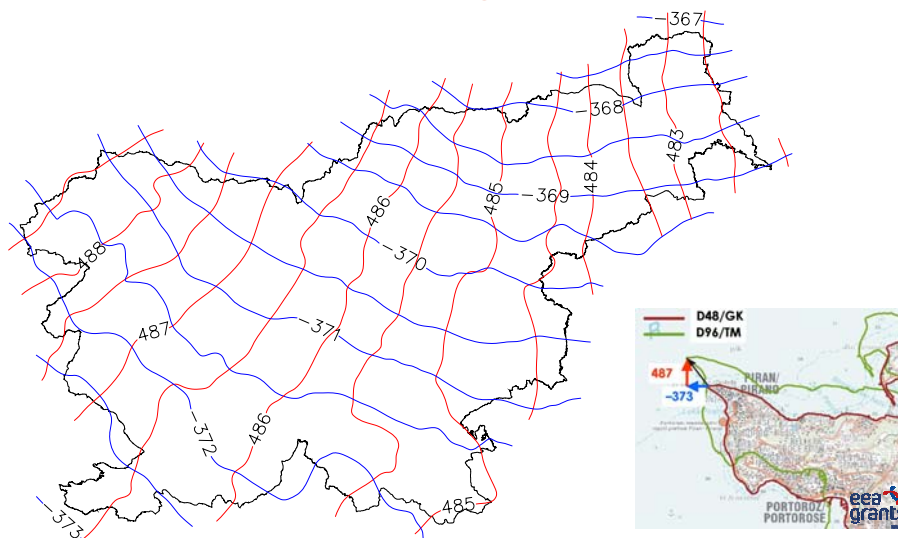 -367
-368
483
484
-369
485
486
-370
488
487
-371
-372
486
485
-373
D48/GK
D96/TM
487
-373
PIRAN/
PIRANO
PORTOROŽ/
PORTOROSE
eea
grants